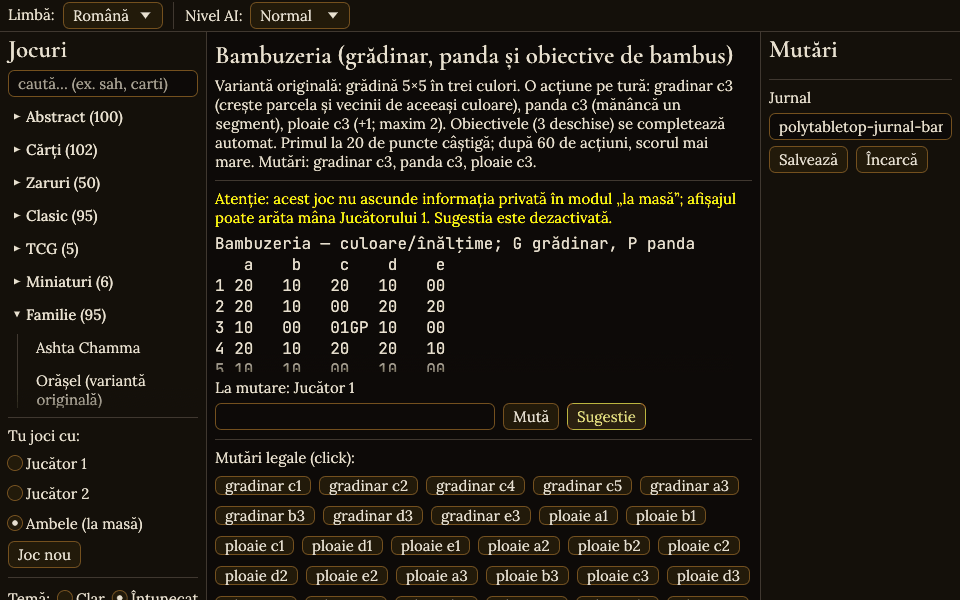 Limbă: Română ▼ Nivel AI: Normal ▼
Jocuri
caută... (ex. sah, carti)
▸ Abstract (100)
▸ Cărți (102)
▸ Zaruri (50)
▸ Clasic (95)
▸ TCG (5)
▸ Miniaturi (6)
▾ Familie (95)
Ashta Chamma
Orășel (variantă
originală)
Tu joci cu:
Jucător 1
Jucător 2
Ambele (la masă)
Joc nou
Temă: Clar Întunecat
Bambuzeria (grădinar, panda și obiective de bambus)
Variantă originală: grădină 5×5 în trei culori. O acțiune pe tură: gradinar c3
(crește parcela și vecinii de aceeași culoare), panda c3 (mănâncă un
segment), ploaie c3 (+1; maxim 2). Obiectivele (3 deschise) se completează
automat. Primul la 20 de puncte câștigă; după 60 de acțiuni, scorul mai
mare. Mutări: gradinar c3, panda c3, ploaie c3.
Atenție: acest joc nu ascunde informația privată în modul „la masă”; afișajul
poate arăta mâna Jucătorului 1. Sugestia este dezactivată.
Bambuzeria — culoare/înălțime; G grădinar, P panda
a b c d e
1 20 10 20 10 00
2 20 10 00 20 20
3 10 00 01GP 10 00
4 20 10 20 20 10
5 10 10 00 10 00
La mutare: Jucător 1
Mută Sugestie
Mutări legale (click):
gradinar c1 gradinar c2 gradinar c4 gradinar c5 gradinar a3
gradinar b3 gradinar d3 gradinar e3 ploaie a1 ploaie b1
ploaie c1 ploaie d1 ploaie e1 ploaie a2 ploaie b2 ploaie c2
ploaie d2 ploaie e2 ploaie a3 ploaie b3 ploaie c3 ploaie d3
Mutări
Jurnal
polytabletop-jurnal-bar
Salvează Încarcă